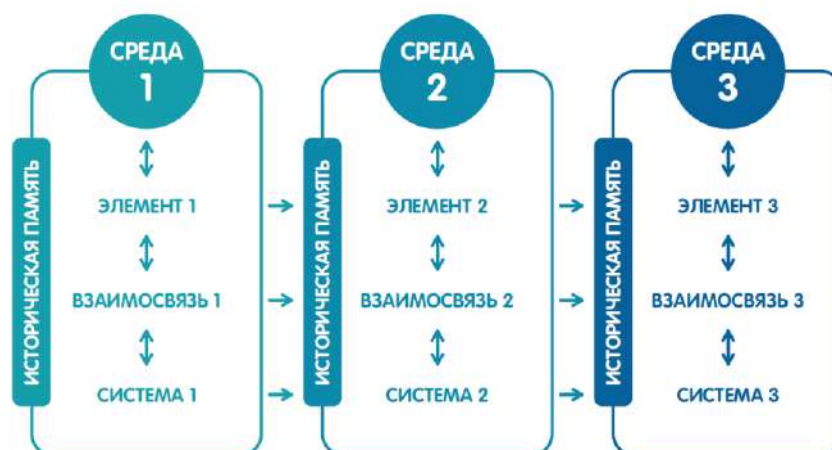 СРЕДА
1
СРЕДА
2
СРЕДА
3
ИСТОРИЧЕСКАЯ ПАМЯТЬ
ЭЛЕМЕНТ 1
ВЗАИМОСВЯЗЬ 1
СИСТЕМА 1
ИСТОРИЧЕСКАЯ ПАМЯТЬ
ЭЛЕМЕНТ 2
ВЗАИМОСВЯЗЬ 2
СИСТЕМА 2
ИСТОРИЧЕСКАЯ ПАМЯТЬ
ЭЛЕМЕНТ 3
ВЗАИМОСВЯЗЬ 3
СИСТЕМА 3